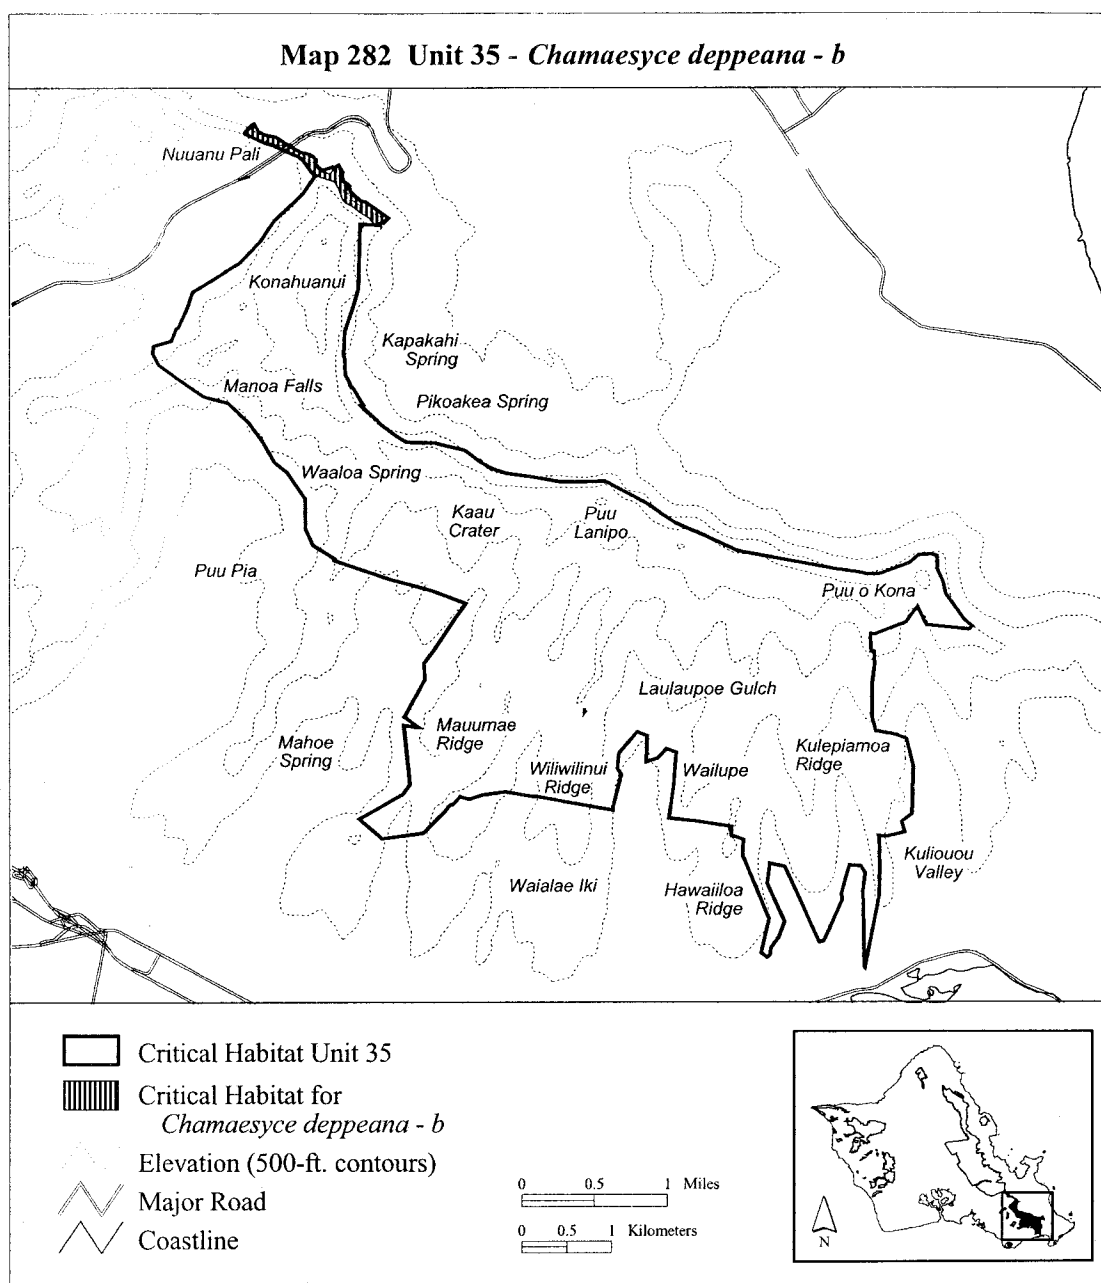 Map 282 Unit 35 - Chamaesyce deppeana - b
Nuuanu Pali
Konahuanui
Kapakahi
Spring
Manoa Falls
Pikoakea Spring
Waaloa Spring
Kaau
Crater
Puu
Lanipo
Puu Pia
Puu o Kona
Laulaupoe Gulch
Mahoe
Spring
Mauumae
Ridge
Wiliwilinui
Ridge
Wailupe
Kulepiamoa
Ridge
Waialae Iki
Hawaiiloa
Ridge
Kuliouou
Valley
Critical Habitat Unit 35
Critical Habitat for
Chamaesyce deppeana - b
Elevation (500-ft. contours)
Major Road
Coastline
0 0.5 1 Miles
0 0.5 1 Kilometers
N